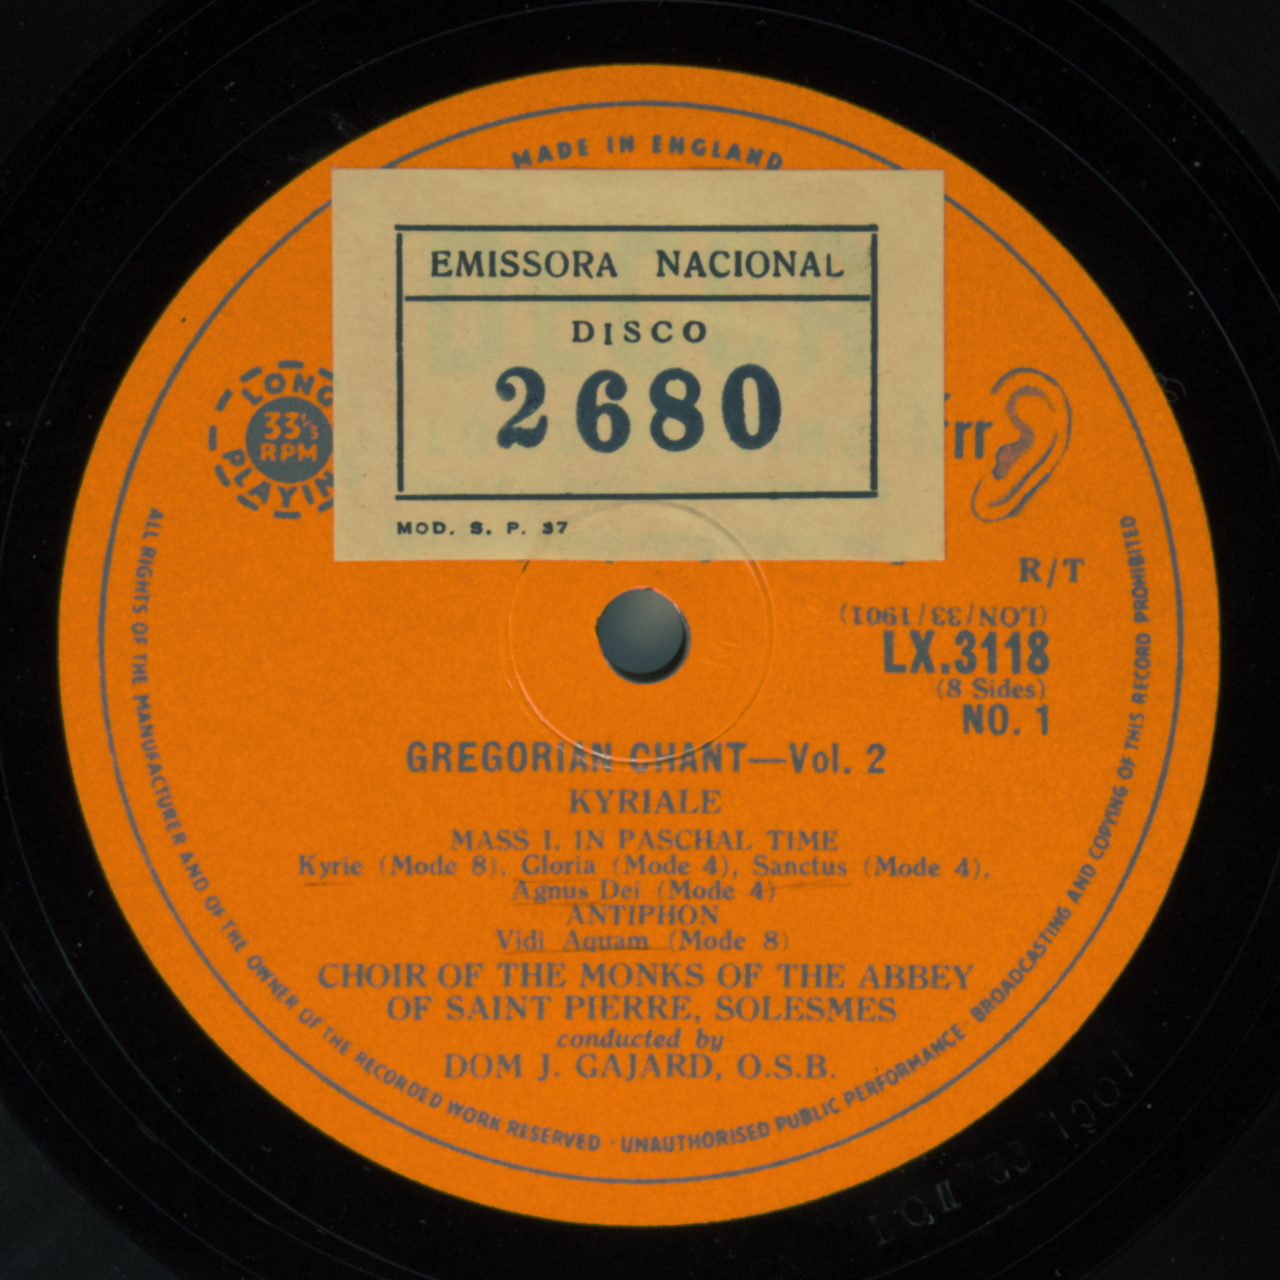 MADE IN ENGLAND
EMISSORA NACIONAL
DISCO
2680
MOD. S. P. 37
LONG
33⅓
RPM
PLAYIN
rr
R/T
(LON/33/1901)
LX.3118
(8 Sides)
NO. 1
GREGORIAN CHANT—Vol. 2
KYRIALE
MASS I. IN PASCHAL TIME
Kyrie (Mode 8), Gloria (Mode 4), Sanctus (Mode 4),
Agnus Dei (Mode 4)
ANTIPHON
Vidi Aquam (Mode 8)
CHOIR OF THE MONKS OF THE ABBEY
OF SAINT PIERRE, SOLESMES
conducted by
DOM J. GAJARD, O.S.B.
ALL RIGHTS OF THE MANUFACTURER AND OF THE OWNER OF THE RECORDED WORK RESERVED · UNAUTHORISED PUBLIC PERFORMANCE · BROADCASTING AND COPYING OF THIS RECORD PROHIBITED